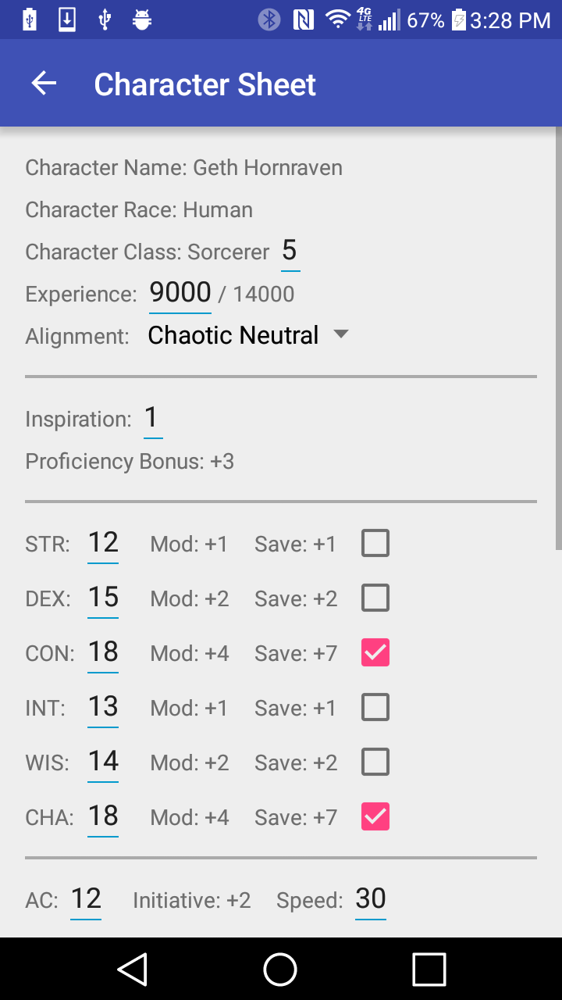 4G LTE 67% 3:28 PM
Character Sheet
Character Name: Geth Hornraven
Character Race: Human
Character Class: Sorcerer 5
Experience: 9000 / 14000
Alignment: Chaotic Neutral
Inspiration: 1
Proficiency Bonus: +3
STR: 12 Mod: +1 Save: +1
DEX: 15 Mod: +2 Save: +2
CON: 18 Mod: +4 Save: +7
INT: 13 Mod: +1 Save: +1
WIS: 14 Mod: +2 Save: +2
CHA: 18 Mod: +4 Save: +7
AC: 12 Initiative: +2 Speed: 30